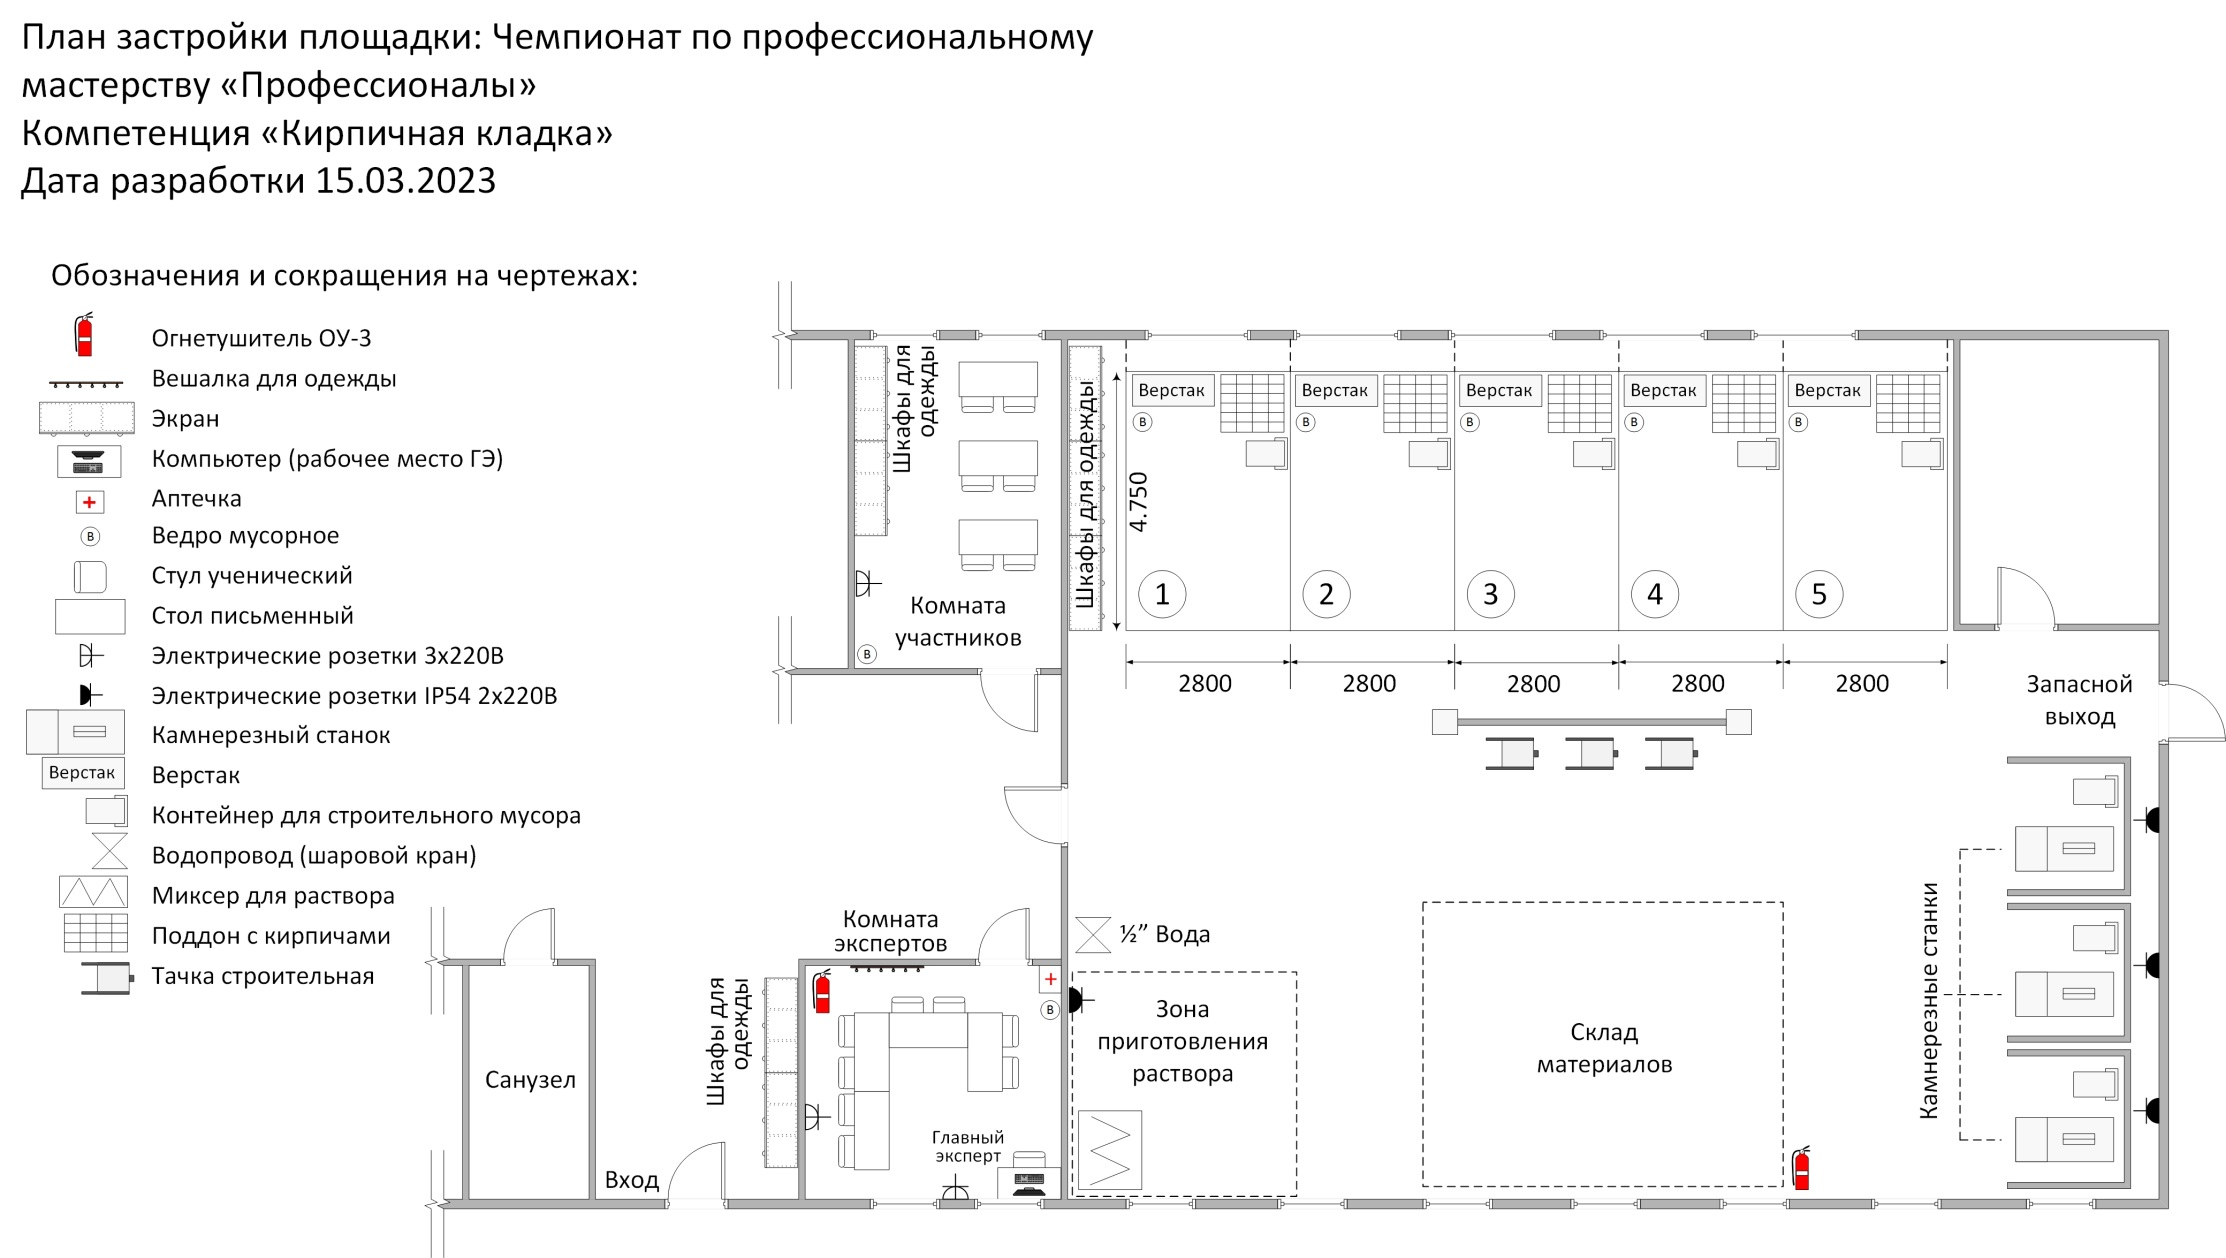 План застройки площадки: Чемпионат по профессиональному
мастерству «Профессионалы»
Компетенция «Кирпичная кладка»
Дата разработки 15.03.2023
Обозначения и сокращения на чертежах:
Огнетушитель ОУ-3
Вешалка для одежды
Экран
Компьютер (рабочее место ГЭ)
Аптечка
В
Ведро мусорное
Стул ученический
Стол письменный
Электрические розетки 3х220В
Электрические розетки IP54 2х220В
Камнерезный станок
Верстак
Верстак
Контейнер для строительного мусора
Водопровод (шаровой кран)
Миксер для раствора
Поддон с кирпичами
Тачка строительная
Шкафы для
одежды
Комната
участников
В
Шкафы для одежды
4.750
Верстак
В
1
Верстак
В
2
Верстак
В
3
Верстак
В
4
Верстак
В
5
2800
2800
2800
2800
2800
Запасной
выход
Камнерезные станки
Комната
экспертов
Шкафы для
одежды
В
Главный
эксперт
Санузел
Вход
½” Вода
Зона
приготовления
раствора
Склад
материалов